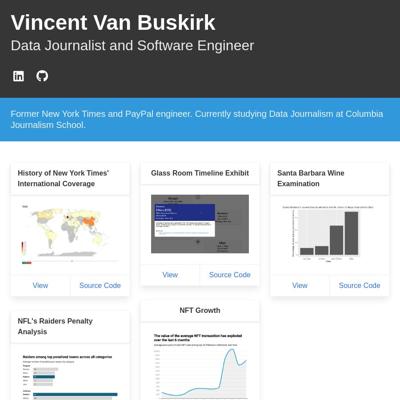 Vincent Van Buskirk
Data Journalist and Software Engineer
Former New York Times and PayPal engineer. Currently studying Data Journalism at Columbia
Journalism School.
History of New York Times'
International Coverage
View
Source Code
Glass Room Timeline Exhibit
View
Source Code
Santa Barbara Wine
Examination
View
Source Code
NFL's Raiders Penalty
Analysis
Raiders among top penalized teams across all categories
NFT Growth
The value of the average NFT transaction has exploded
over the last 6 months